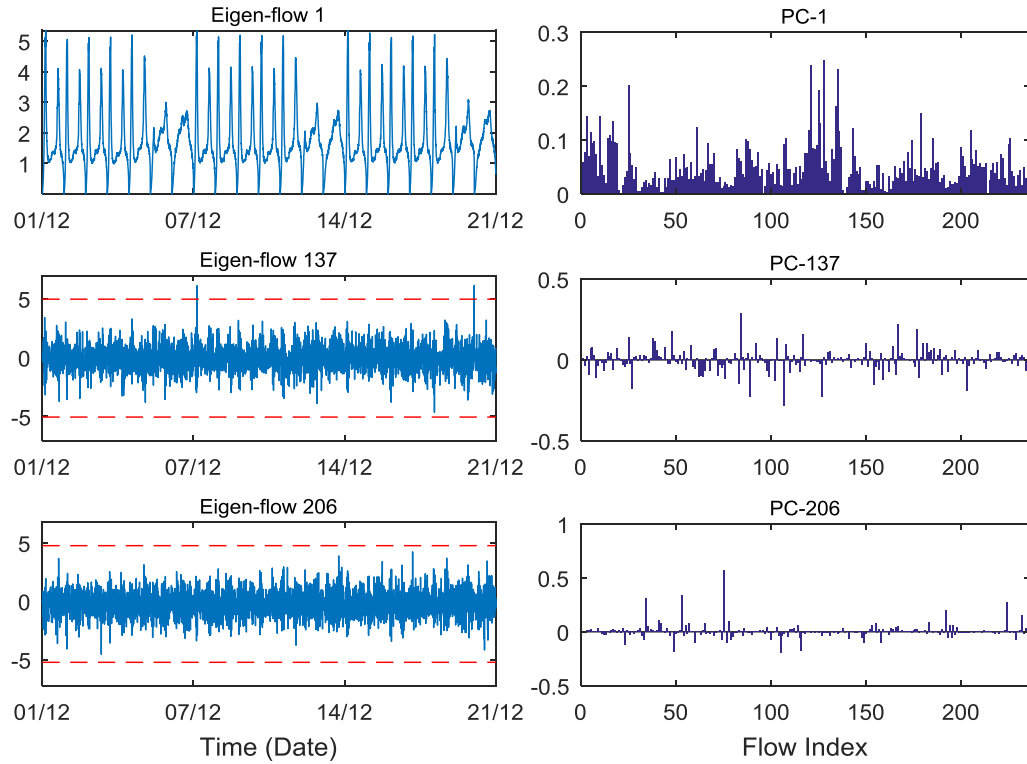 Eigen-flow 1
5
4
3
2
1
01/12 07/12 14/12 21/12
PC-1
0.3
0.2
0.1
0
0 50 100 150 200
Eigen-flow 137
5
0
-5
01/12 07/12 14/12 21/12
PC-137
0.5
0
-0.5
0 50 100 150 200
Eigen-flow 206
5
0
-5
01/12 07/12 14/12 21/12
Time (Date)
PC-206
1
0.5
0
-0.5
0 50 100 150 200
Flow Index